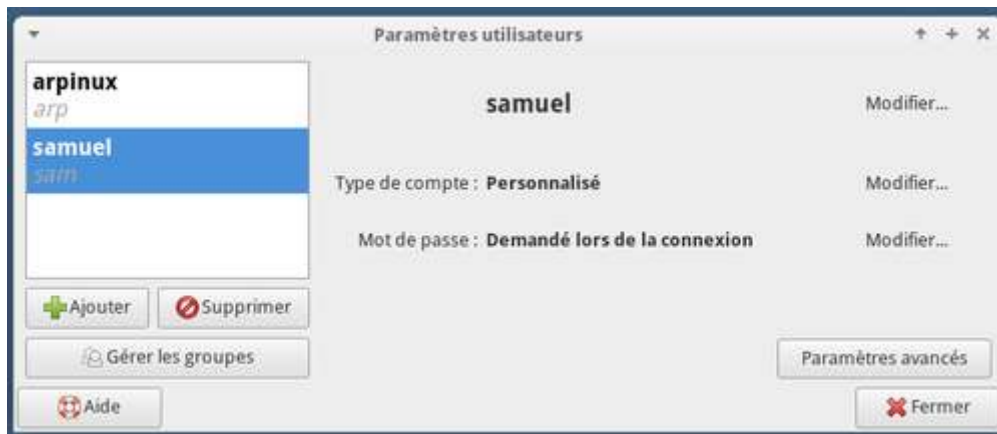 Paramètres utilisateurs
arpinux
arp
samuel
sam
samuel
Modifier...
Type de compte : Personnalisé
Modifier...
Mot de passe : Demandé lors de la connexion
Modifier...
Ajouter
Supprimer
Gérer les groupes
Paramètres avancés
Aide
Fermer